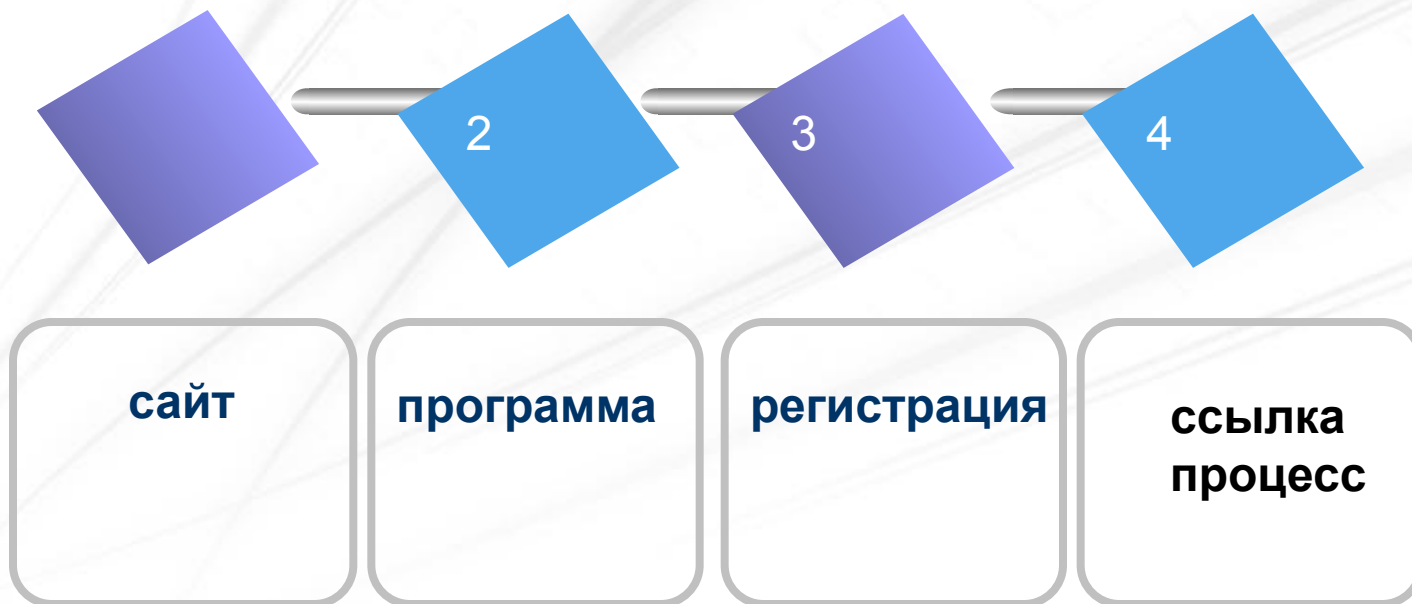 2
3
4
сайт
программа
регистрация
ссылка
процесс